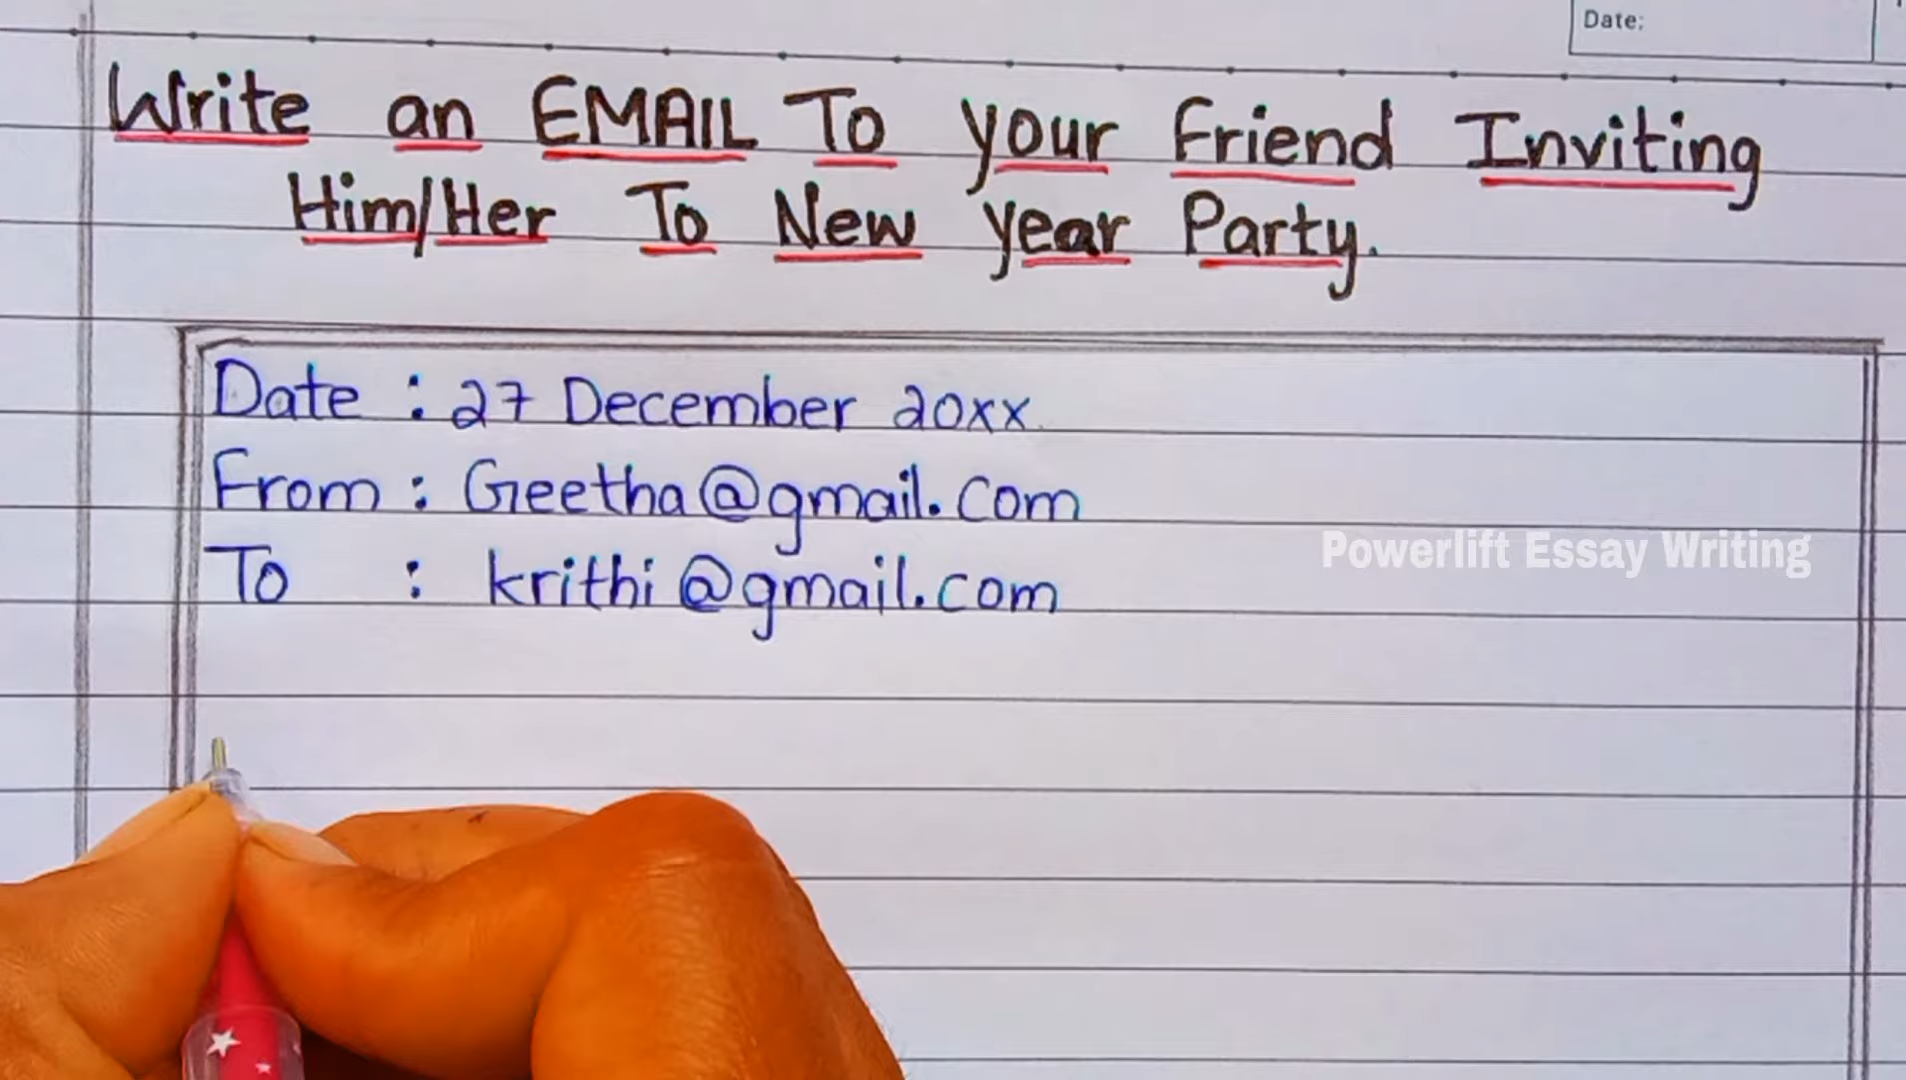 Date:
Write an EMAIL To your Friend Inviting
Him/Her To New year Party.
Date : 27 December 20xx
From : Geetha@gmail.com
To : krithi@gmail.com
Powerlift Essay Writing